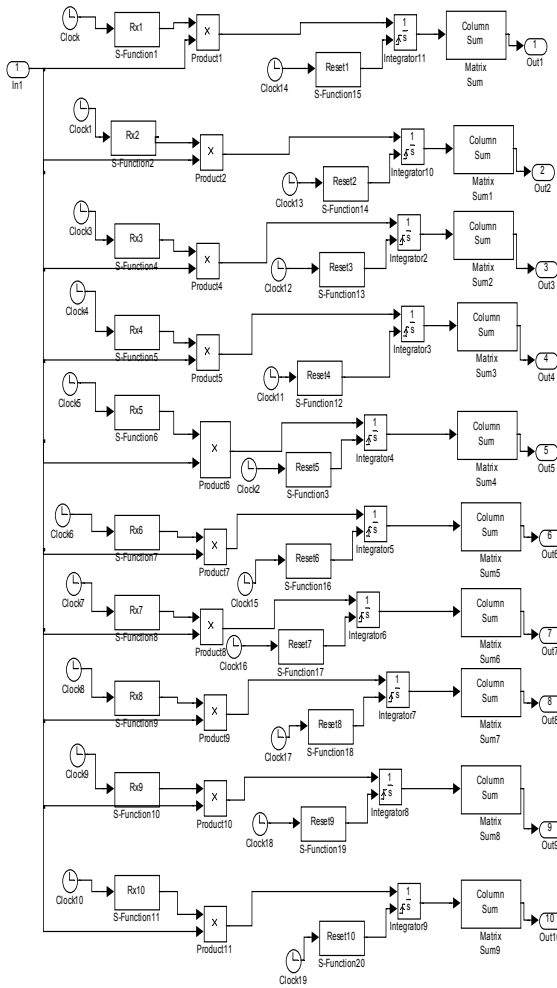 Clock
Rx1
S-Function1
X
Product1
1
In1
Clock14
Reset1
S-Function15
1
s
Integrator11
Column
Sum
Matrix
Sum
1
Out1
Clock1
Rx2
S-Function2
X
Product2
Clock13
Reset2
S-Function14
1
s
Integrator10
Column
Sum
Matrix
Sum1
2
Out2
Clock3
Rx3
S-Function4
X
Product4
Clock12
Reset3
S-Function13
1
s
Integrator2
Column
Sum
Matrix
Sum2
3
Out3
Clock4
Rx4
S-Function5
X
Product5
Clock11
Reset4
S-Function12
1
s
Integrator3
Column
Sum
Matrix
Sum3
4
Out4
Clock5
Rx5
S-Function6
X
Product6
Clock2
Reset5
S-Function3
1
s
Integrator4
Column
Sum
Matrix
Sum4
5
Out5
Clock6
Rx6
S-Function7
X
Product7
Clock15
Reset6
S-Function16
1
s
Integrator5
Column
Sum
Matrix
Sum5
6
Out6
Clock7
Rx7
S-Function8
X
Product8
Clock16
Reset7
S-Function17
1
s
Integrator6
Column
Sum
Matrix
Sum6
7
Out7
Clock8
Rx8
S-Function9
X
Product9
Clock17
Reset8
S-Function18
1
s
Integrator7
Column
Sum
Matrix
Sum7
8
Out8
Clock9
Rx9
S-Function10
X
Product10
Clock18
Reset9
S-Function19
1
s
Integrator8
Column
Sum
Matrix
Sum8
9
Out9
Clock10
Rx10
S-Function11
X
Product11
Clock19
Reset10
S-Function20
1
s
Integrator9
Column
Sum
Matrix
Sum9
10
Out10